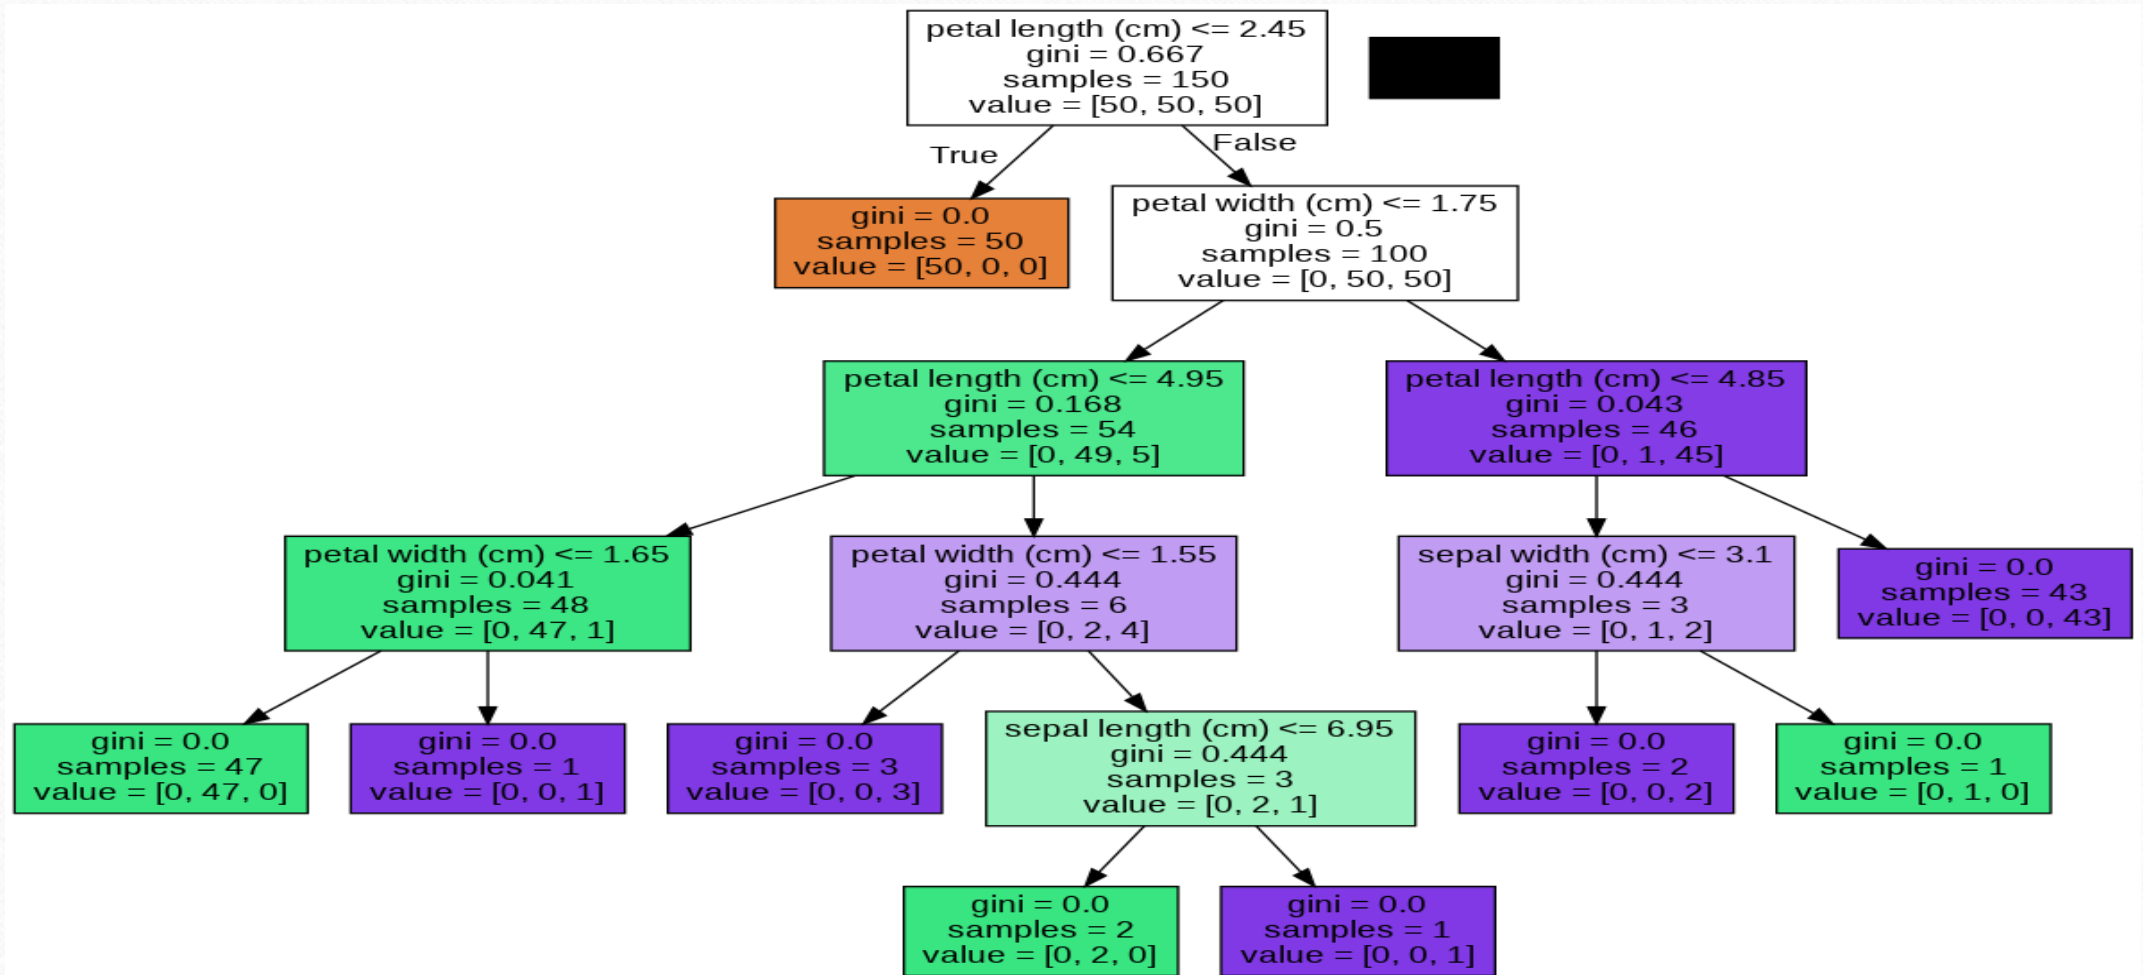 petal length (cm) <= 2.45
gini = 0.667
samples = 150
value = [50, 50, 50]
True
False
gini = 0.0
samples = 50
value = [50, 0, 0]
petal width (cm) <= 1.75
gini = 0.5
samples = 100
value = [0, 50, 50]
petal length (cm) <= 4.95
gini = 0.168
samples = 54
value = [0, 49, 5]
petal length (cm) <= 4.85
gini = 0.043
samples = 46
value = [0, 1, 45]
petal width (cm) <= 1.65
gini = 0.041
samples = 48
value = [0, 47, 1]
petal width (cm) <= 1.55
gini = 0.444
samples = 6
value = [0, 2, 4]
sepal width (cm) <= 3.1
gini = 0.444
samples = 3
value = [0, 1, 2]
gini = 0.0
samples = 43
value = [0, 0, 43]
gini = 0.0
samples = 47
value = [0, 47, 0]
gini = 0.0
samples = 1
value = [0, 0, 1]
gini = 0.0
samples = 3
value = [0, 0, 3]
sepal length (cm) <= 6.95
gini = 0.444
samples = 3
value = [0, 2, 1]
gini = 0.0
samples = 2
value = [0, 0, 2]
gini = 0.0
samples = 1
value = [0, 1, 0]
gini = 0.0
samples = 2
value = [0, 2, 0]
gini = 0.0
samples = 1
value = [0, 0, 1]